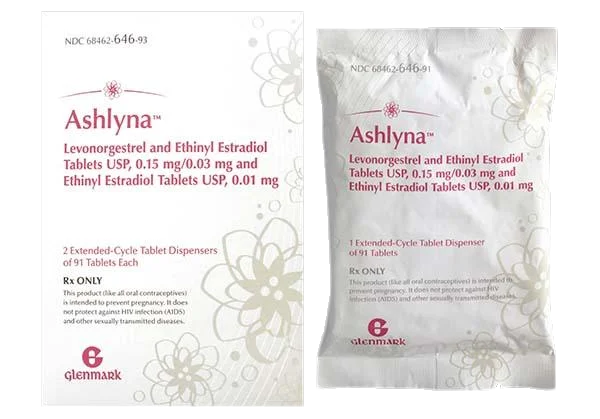 NDC 68462-646-93
Ashlyna™
Levonorgestrel and Ethinyl Estradiol
Tablets USP, 0.15 mg/0.03 mg and
Ethinyl Estradiol Tablets USP, 0.01 mg
2 Extended-Cycle Tablet Dispensers
of 91 Tablets Each
Rx ONLY
This product (like all oral contraceptives)
is intended to prevent pregnancy. It does
not protect against HIV infection (AIDS)
and other sexually transmitted diseases.
G
GLENMARK
NDC 68462-646-91
Ashlyna™
Levonorgestrel and Ethinyl Estradiol
Tablets USP, 0.15 mg/0.03 mg and
Ethinyl Estradiol Tablets USP, 0.01 mg
1 Extended-Cycle Tablet Dispenser
of 91 Tablets
Rx ONLY
This product (like all oral contraceptives) is intended to
prevent pregnancy. It does not protect against HIV
infection (AIDS) and other sexually transmitted diseases.
G
GLENMARK